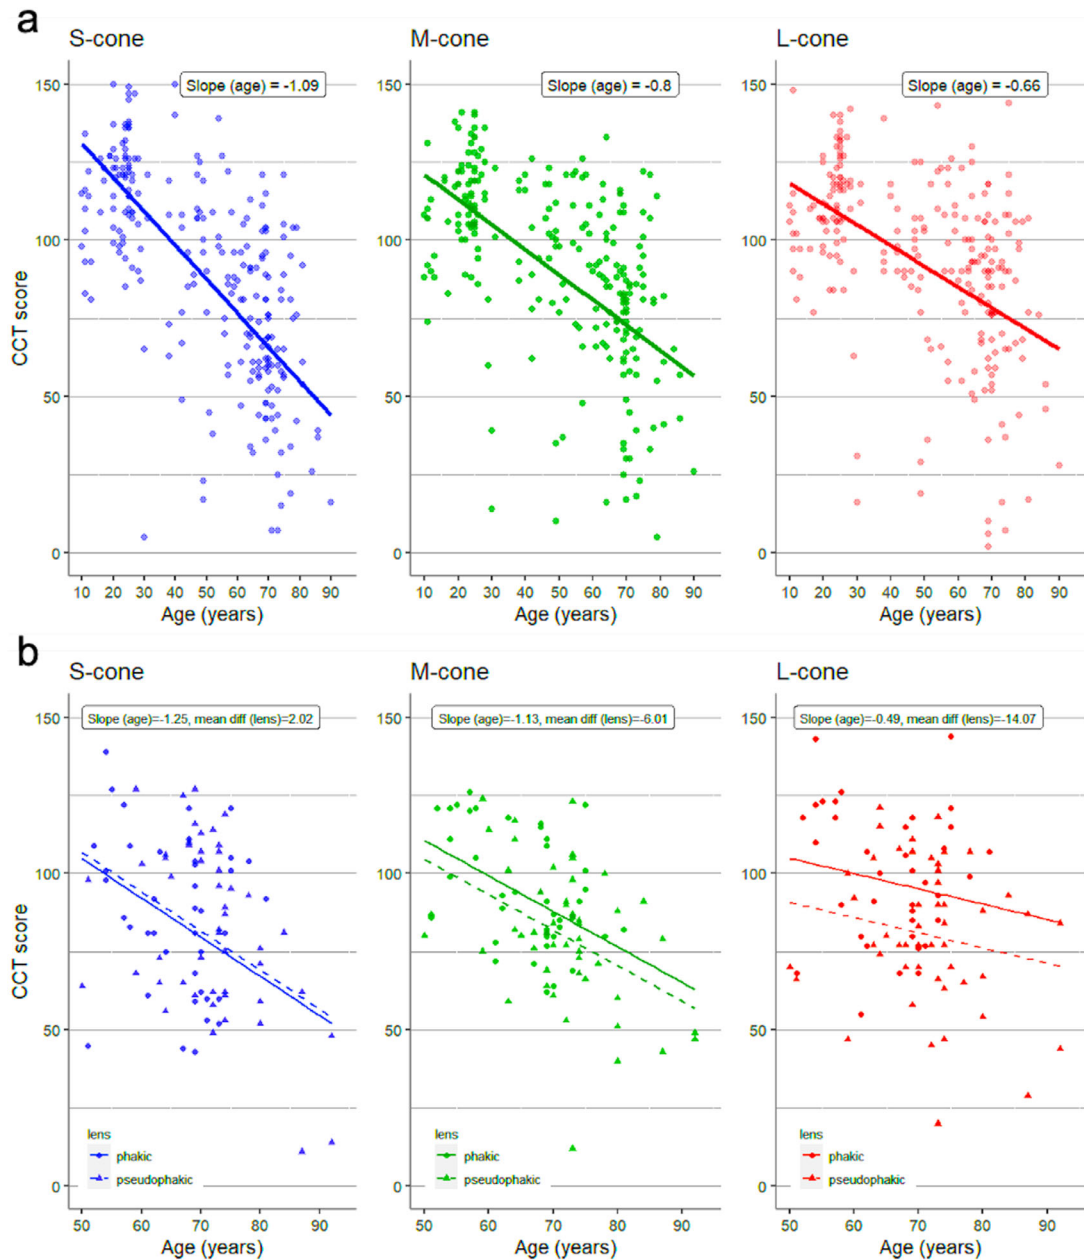 a
S-cone
M-cone
L-cone
Slope (age) = -1.09
Slope (age) = -0.8
Slope (age) = -0.66
CCT score
150
100
50
0
150
100
50
0
150
100
50
0
10 20 30 40 50 60 70 80 90
10 20 30 40 50 60 70 80 90
10 20 30 40 50 60 70 80 90
Age (years)
Age (years)
Age (years)
b
S-cone
M-cone
L-cone
Slope (age)=-1.25, mean diff (lens)=2.02
Slope (age)=-1.13, mean diff (lens)=-6.01
Slope (age)=-0.49, mean diff (lens)=-14.07
CCT score
150
100
50
0
150
100
50
0
150
100
50
0
lens
phakic
pseudophakic
lens
phakic
pseudophakic
lens
phakic
pseudophakic
50 60 70 80 90
50 60 70 80 90
50 60 70 80 90
Age (years)
Age (years)
Age (years)